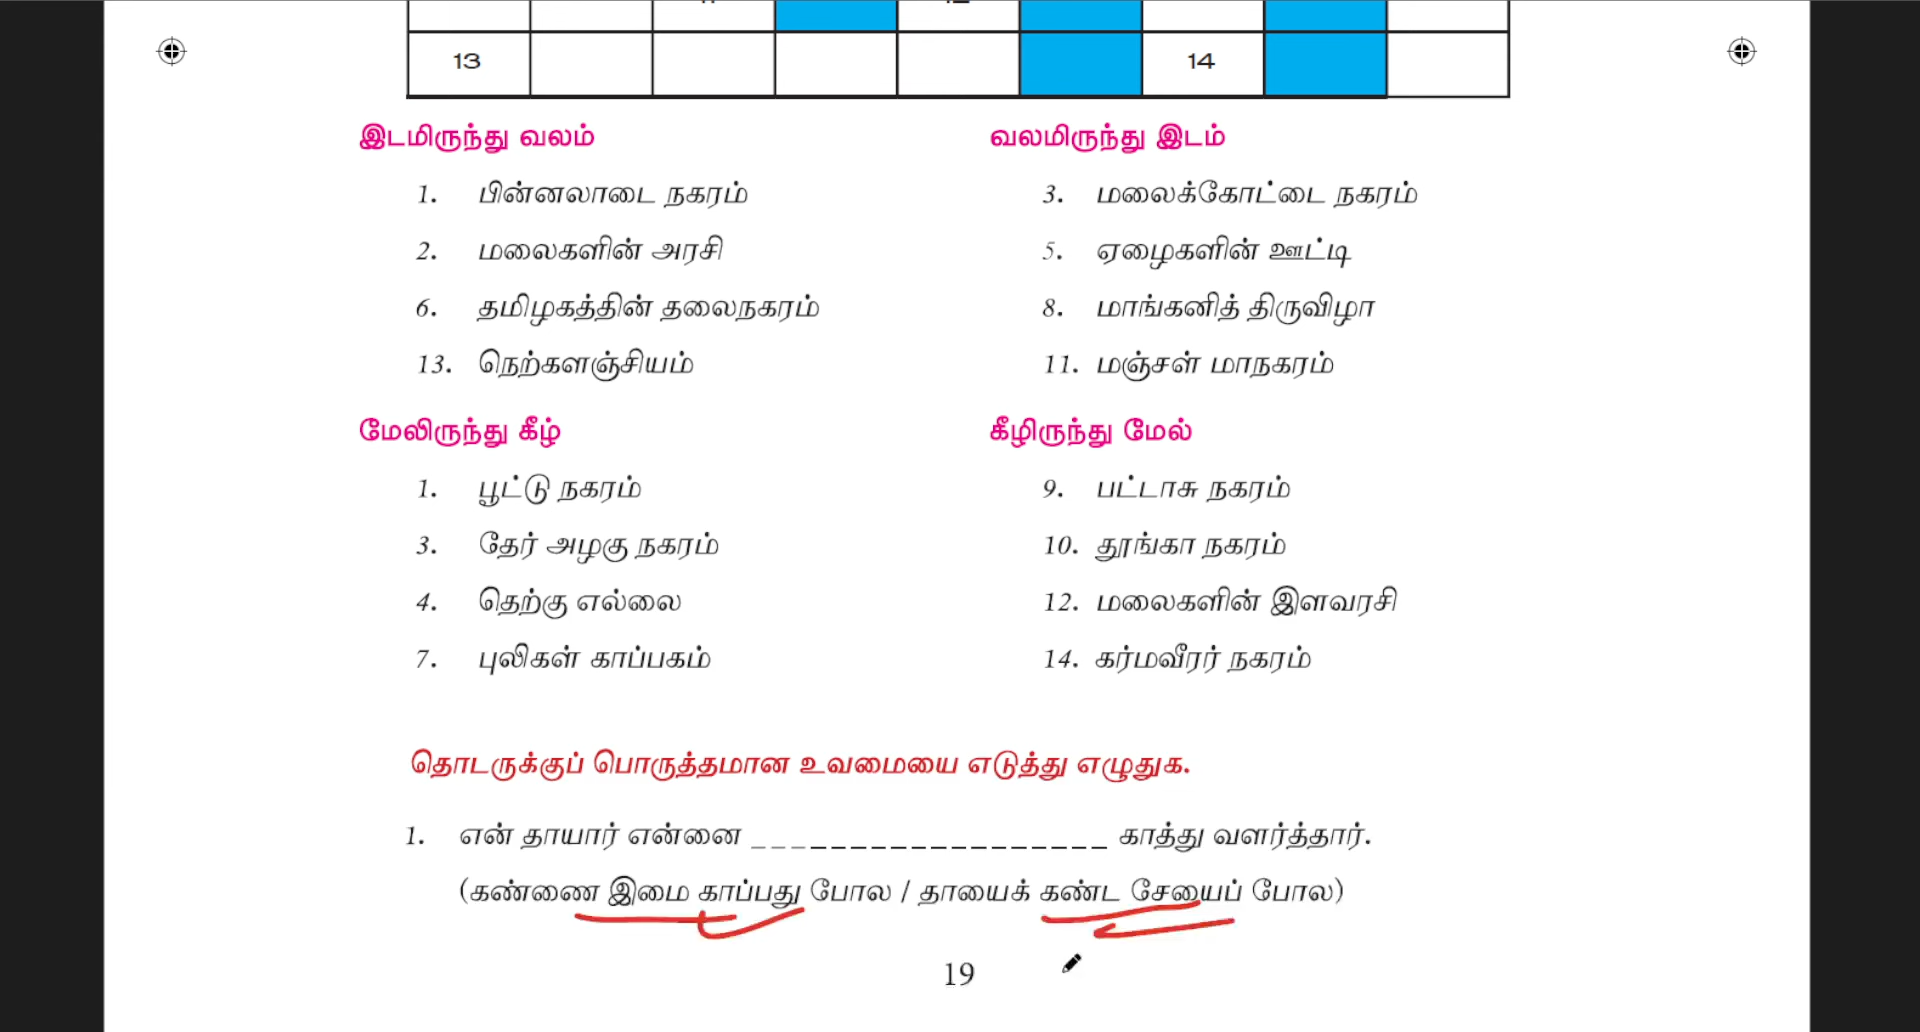 13 14
இடமிருந்து வலம்
1. பின்னலாடை நகரம்
2. மலைகளின் அரசி
6. தமிழகத்தின் தலைநகரம்
13. நெற்களஞ்சியம்
வலமிருந்து இடம்
3. மலைக்கோட்டை நகரம்
5. ஏழைகளின் ஊட்டி
8. மாங்கனித் திருவிழா
11. மஞ்சள் மாநகரம்
மேலிருந்து கீழ்
1. பூட்டு நகரம்
3. தேர் அழகு நகரம்
4. தெற்கு எல்லை
7. புலிகள் காப்பகம்
கீழிருந்து மேல்
9. பட்டாசு நகரம்
10. தூங்கா நகரம்
12. மலைகளின் இளவரசி
14. கர்மவீரர் நகரம்
தொடருக்குப் பொருத்தமான உவமையை எடுத்து எழுதுக.
1. என் தாயார் என்னை __________________ காத்து வளர்த்தார்.
(கண்ணை இமை காப்பது போல / தாயைக் கண்ட சேயைப் போல)
19